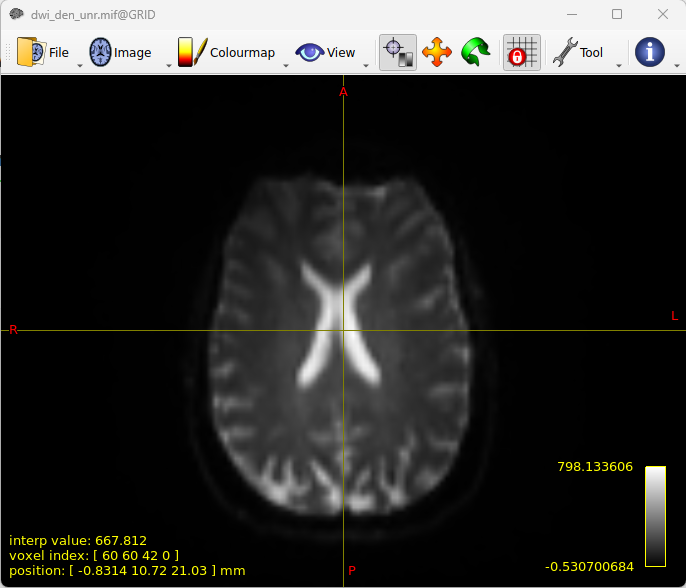 dwi_den_unr.mif@GRID
File Image Colourmap View Tool
A
L
R
798.133606
interp value: 667.812
voxel index: [ 60 60 42 0 ]
-0.530700684
position: [ -0.8314 10.72 21.03 ] mm
P